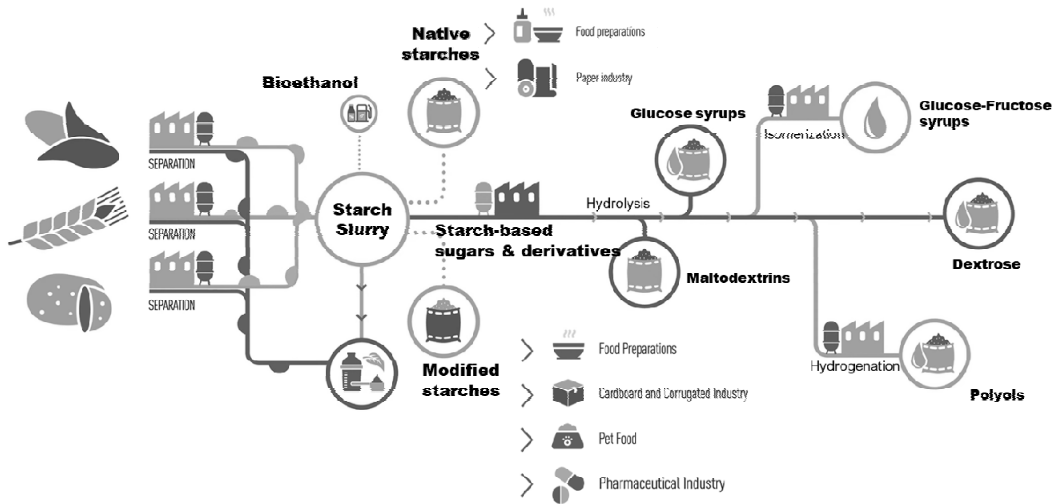 Native
starches
Food preparations
Paper industry
Bioethanol
Glucose syrups
Glucose-Fructose
syrups
Isomerization
SEPARATION
SEPARATION
SEPARATION
Starch
Slurry
Hydrolysis
Starch-based
sugars & derivatives
Maltodextrins
Dextrose
Modified
starches
Food Preparations
Cardboard and Corrugated Industry
Pet Food
Pharmaceutical Industry
Hydrogenation
Polyols